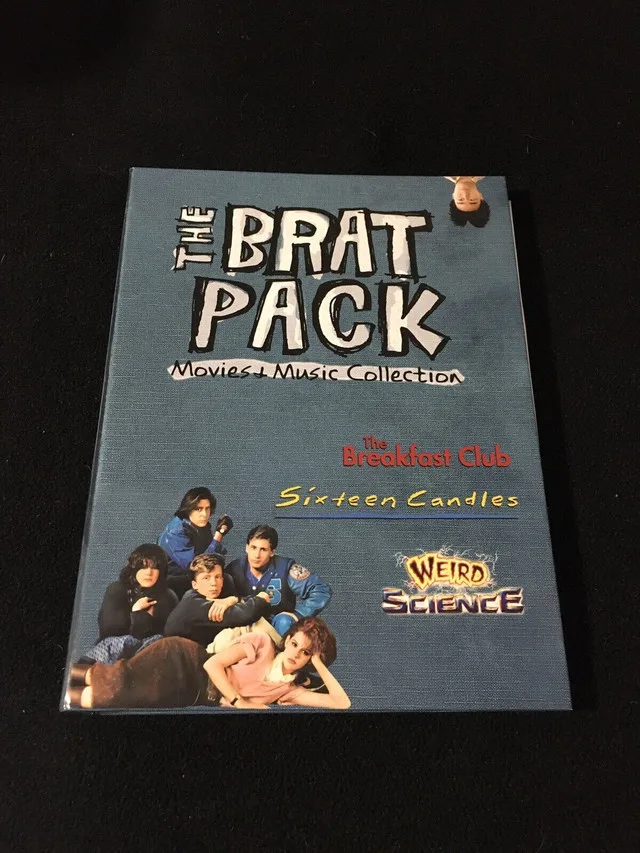 THE BRAT
PACK
Movies + Music Collection
The
Breakfast Club
Sixteen Candles
WEIRD
SCIENCE